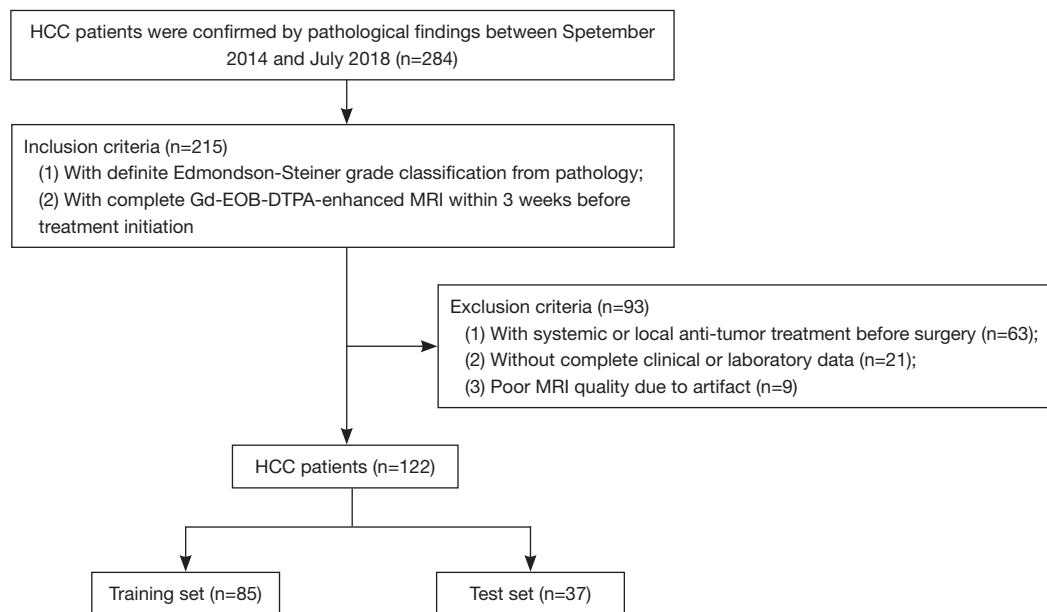 HCC patients were confirmed by pathological findings between Spetember
2014 and July 2018 (n=284)
Inclusion criteria (n=215)
(1) With definite Edmondson-Steiner grade classification from pathology;
(2) With complete Gd-EOB-DTPA-enhanced MRI within 3 weeks before
treatment initiation
Exclusion criteria (n=93)
(1) With systemic or local anti-tumor treatment before surgery (n=63);
(2) Without complete clinical or laboratory data (n=21);
(3) Poor MRI quality due to artifact (n=9)
HCC patients (n=122)
Training set (n=85)
Test set (n=37)